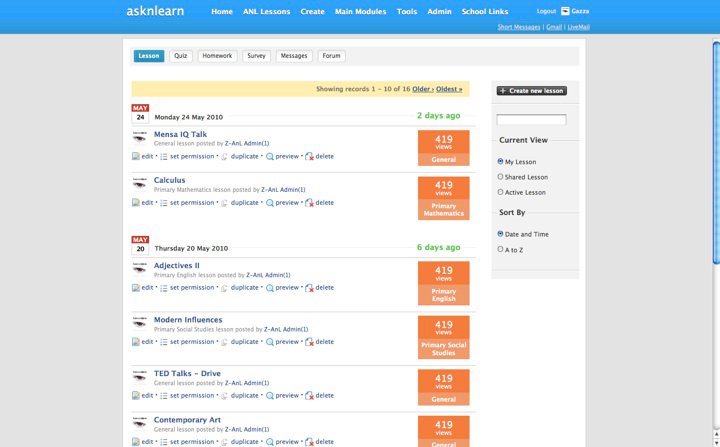 asknlearn
Home ANL Lessons Create Main Modules Tools Admin School Links
Logout Gazza
Short Messages | Gmail | LiveMail
Lesson Quiz Homework Survey Messages Forum
Showing records 1 - 10 of 16 Older › Oldest »
+ Create new lesson
MAY
24 Monday 24 May 2010 2 days ago
Mensa IQ Talk
General lesson posted by Z-AnL Admin(1)
edit • set permission • duplicate • preview • delete
419
views
General
Calculus
Primary Mathematics lesson posted by Z-AnL Admin(1)
edit • set permission • duplicate • preview • delete
419
views
Primary
Mathematics
MAY
20 Thursday 20 May 2010 6 days ago
Adjectives II
Primary English lesson posted by Z-AnL Admin(1)
edit • set permission • duplicate • preview • delete
419
views
Primary
English
Modern Influences
Primary Social Studies lesson posted by Z-AnL Admin(1)
edit • set permission • duplicate • preview • delete
419
views
Primary Social
Studies
TED Talks - Drive
General lesson posted by Z-AnL Admin(1)
edit • set permission • duplicate • preview • delete
419
views
General
Contemporary Art
General lesson posted by Z-AnL Admin(1)
edit • set permission • duplicate • preview • delete
419
views
General
Current View
My Lesson
Shared Lesson
Active Lesson
Sort By
Date and Time
A to Z